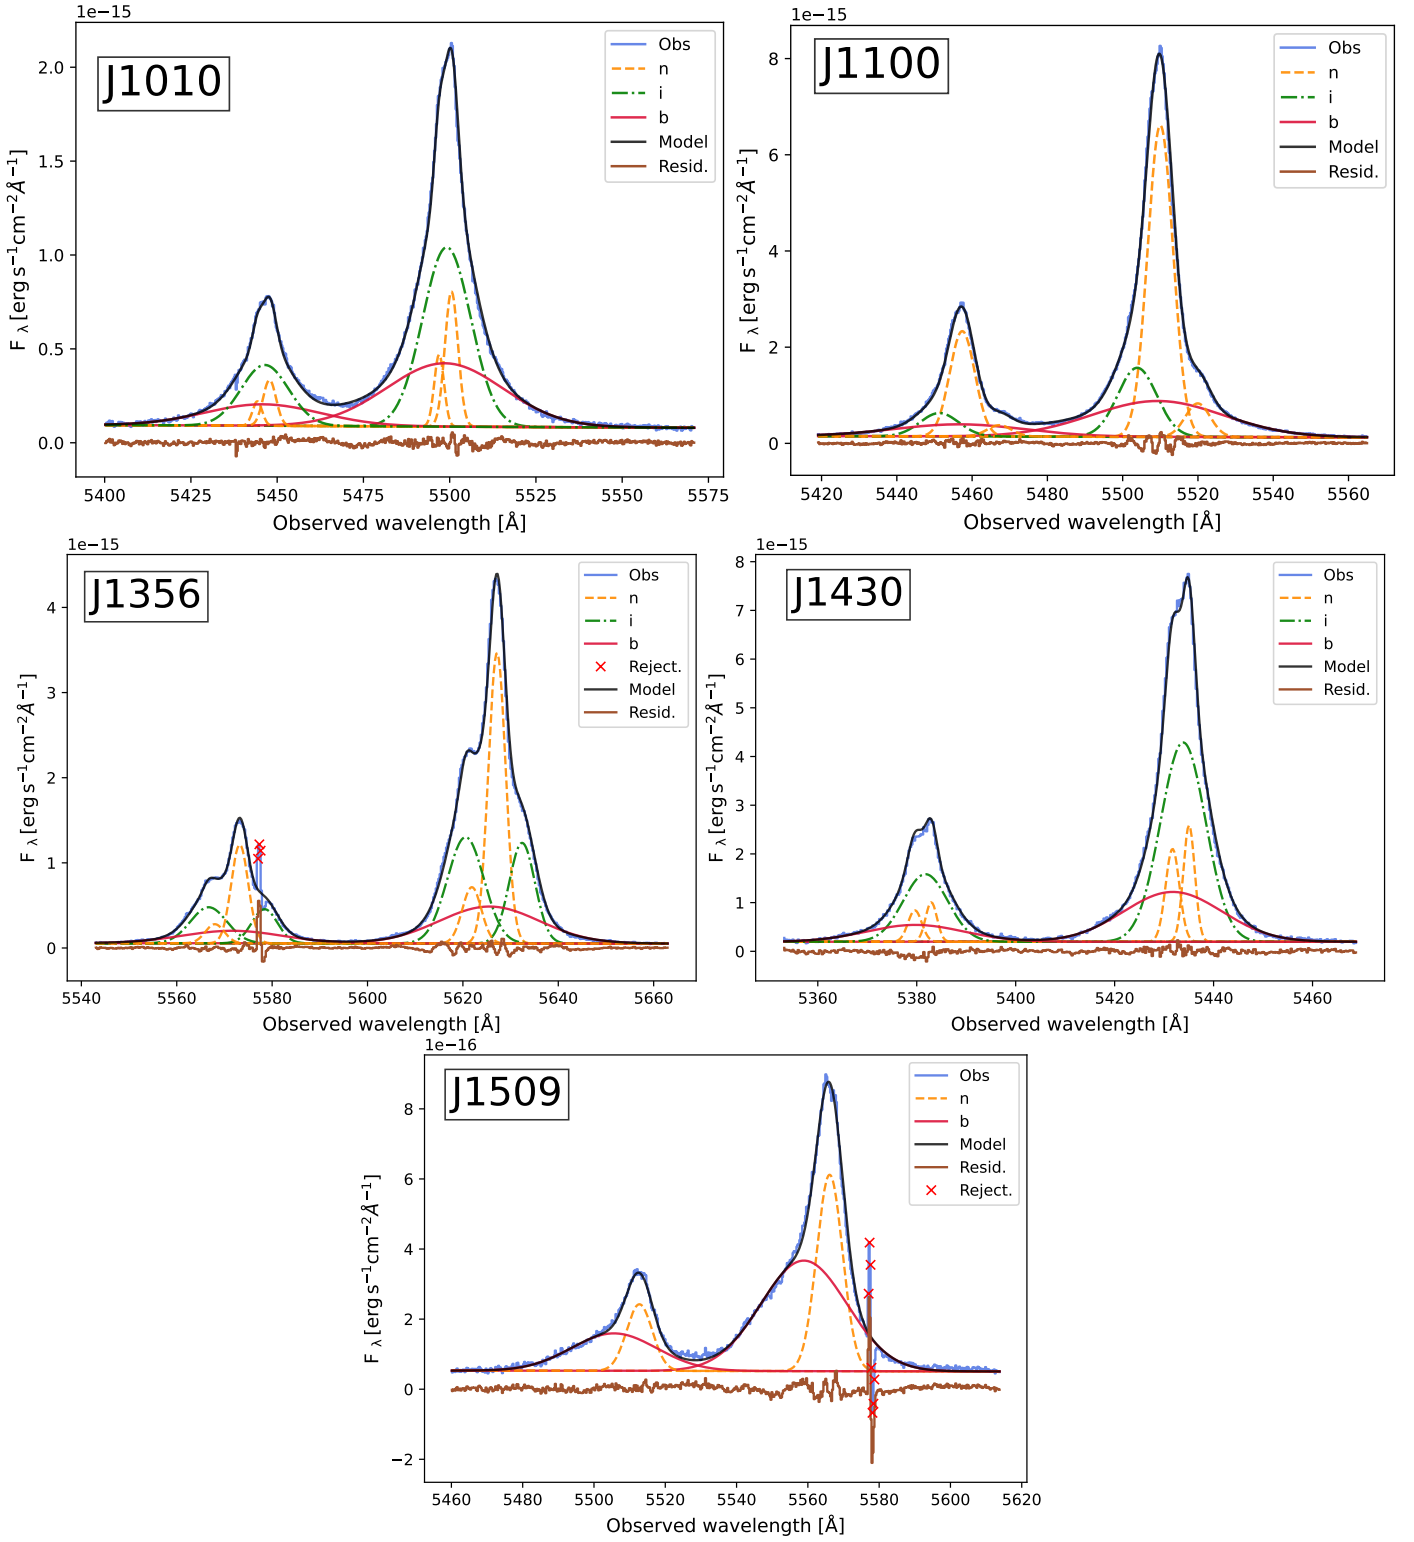 1e−15
J1010
Obs
n
i
b
Model
Resid.
2.0
1.5
1.0
0.5
0.0
F λ [erg s−1cm−2Å−1]
5400 5425 5450 5475 5500 5525 5550 5575
Observed wavelength [Å]
1e−15
J1100
Obs
n
i
b
Model
Resid.
8
6
4
2
0
F λ [erg s−1cm−2Å−1]
5420 5440 5460 5480 5500 5520 5540 5560
Observed wavelength [Å]
1e−15
J1356
Obs
n
i
b
Reject.
Model
Resid.
4
3
2
1
0
F λ [erg s−1cm−2Å−1]
5540 5560 5580 5600 5620 5640 5660
Observed wavelength [Å]
1e−15
J1430
Obs
n
i
b
Model
Resid.
8
7
6
5
4
3
2
1
0
F λ [erg s−1cm−2Å−1]
5360 5380 5400 5420 5440 5460
Observed wavelength [Å]
1e−16
J1509
Obs
n
b
Model
Resid.
Reject.
8
6
4
2
0
−2
F λ [erg s−1cm−2Å−1]
5460 5480 5500 5520 5540 5560 5580 5600 5620
Observed wavelength [Å]